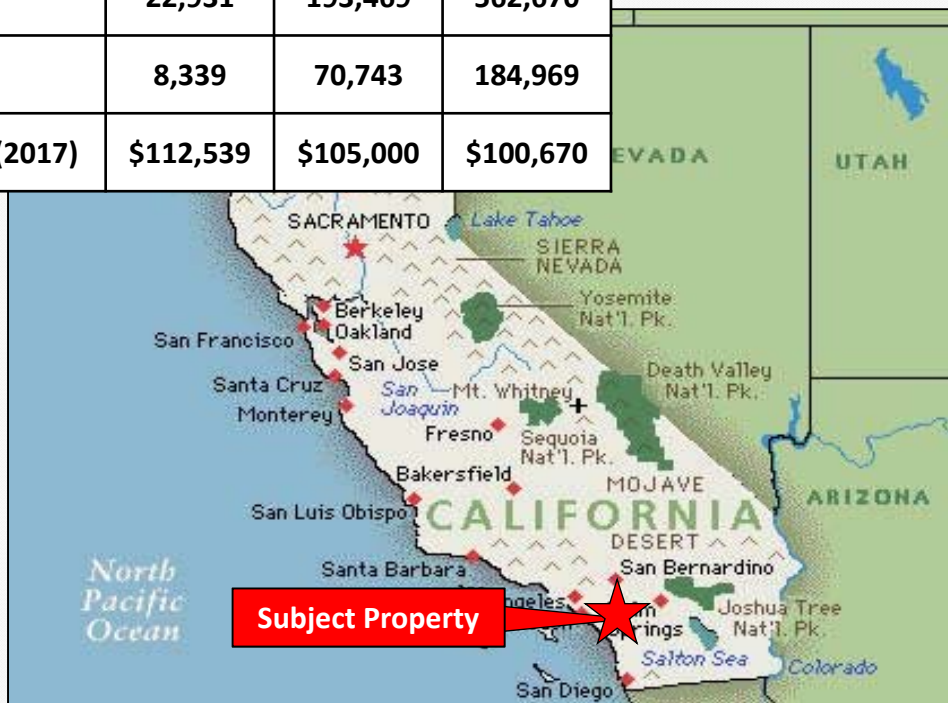 8,339 70,743 184,969
(2017) $112,539 $105,000 $100,670
EVADA
UTAH
SACRAMENTO
Lake Tahoe
SIERRA
NEVADA
Yosemite
Nat'l. Pk.
Berkeley
Oakland
San Francisco
San Jose
Death Valley
Nat'l. Pk.
Santa Cruz
San
Joaquin
Mt. Whitney
Monterey
Fresno
Sequoia
Nat'l. Pk.
Bakersfield
MOJAVE
DESERT
ARIZONA
San Luis Obispo
CALIFORNIA
North
Pacific
Ocean
Santa Barbara
San Bernardino
geles
prings
Subject Property
Joshua Tree
Nat'l. Pk.
Salton Sea
Colorado
San Diego